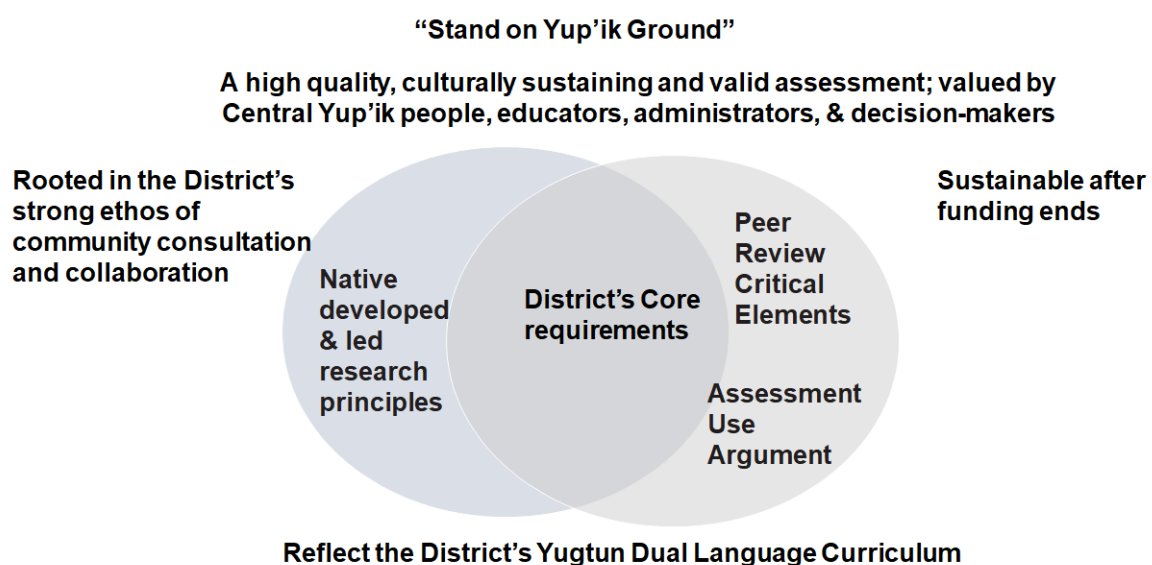 “Stand on Yup’ik Ground”
A high quality, culturally sustaining and valid assessment; valued by
Central Yup’ik people, educators, administrators, & decision-makers
Rooted in the District’s
strong ethos of
community consultation
and collaboration
Sustainable after
funding ends
Native
developed
& led
research
principles
District’s Core
requirements
Peer
Review
Critical
Elements
Assessment
Use
Argument
Reflect the District’s Yugtun Dual Language Curriculum